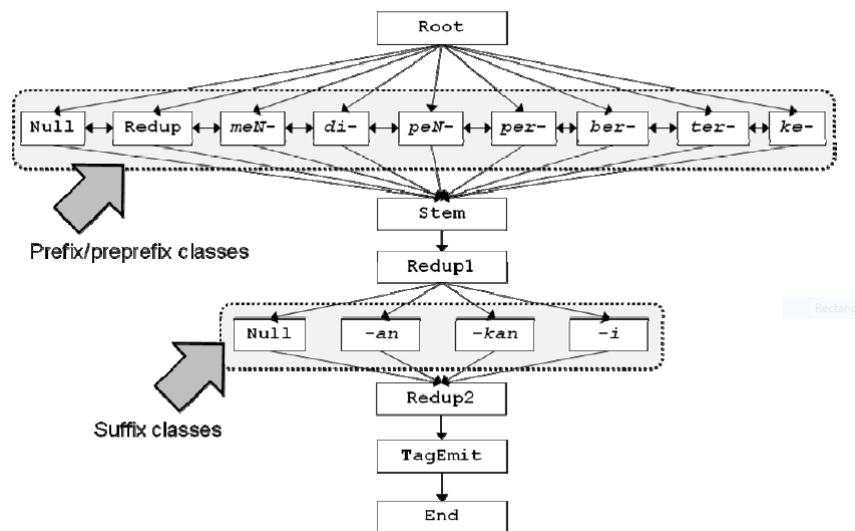 Root
Null Redup meN- di- peN- per- ber- ter- ke-
Stem
Prefix/preprefix classes
Redup1
Rectang
Null -an -kan -i
Redup2
Suffix classes
TagEmit
End